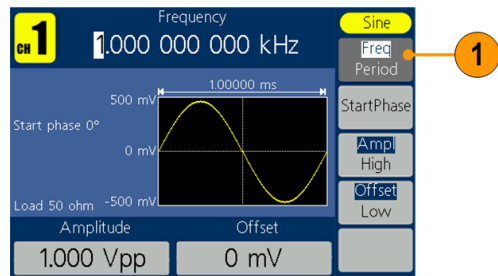 CH 1
Frequency
1.000 000 000 kHz
Sine
Freq
Period
1
1.00000 ms
500 mV
StartPhase
Start phase 0°
0 mV
Ampl
High
Offset
Low
Load 50 ohm
-500 mV
Amplitude
Offset
1.000 Vpp
0 mV